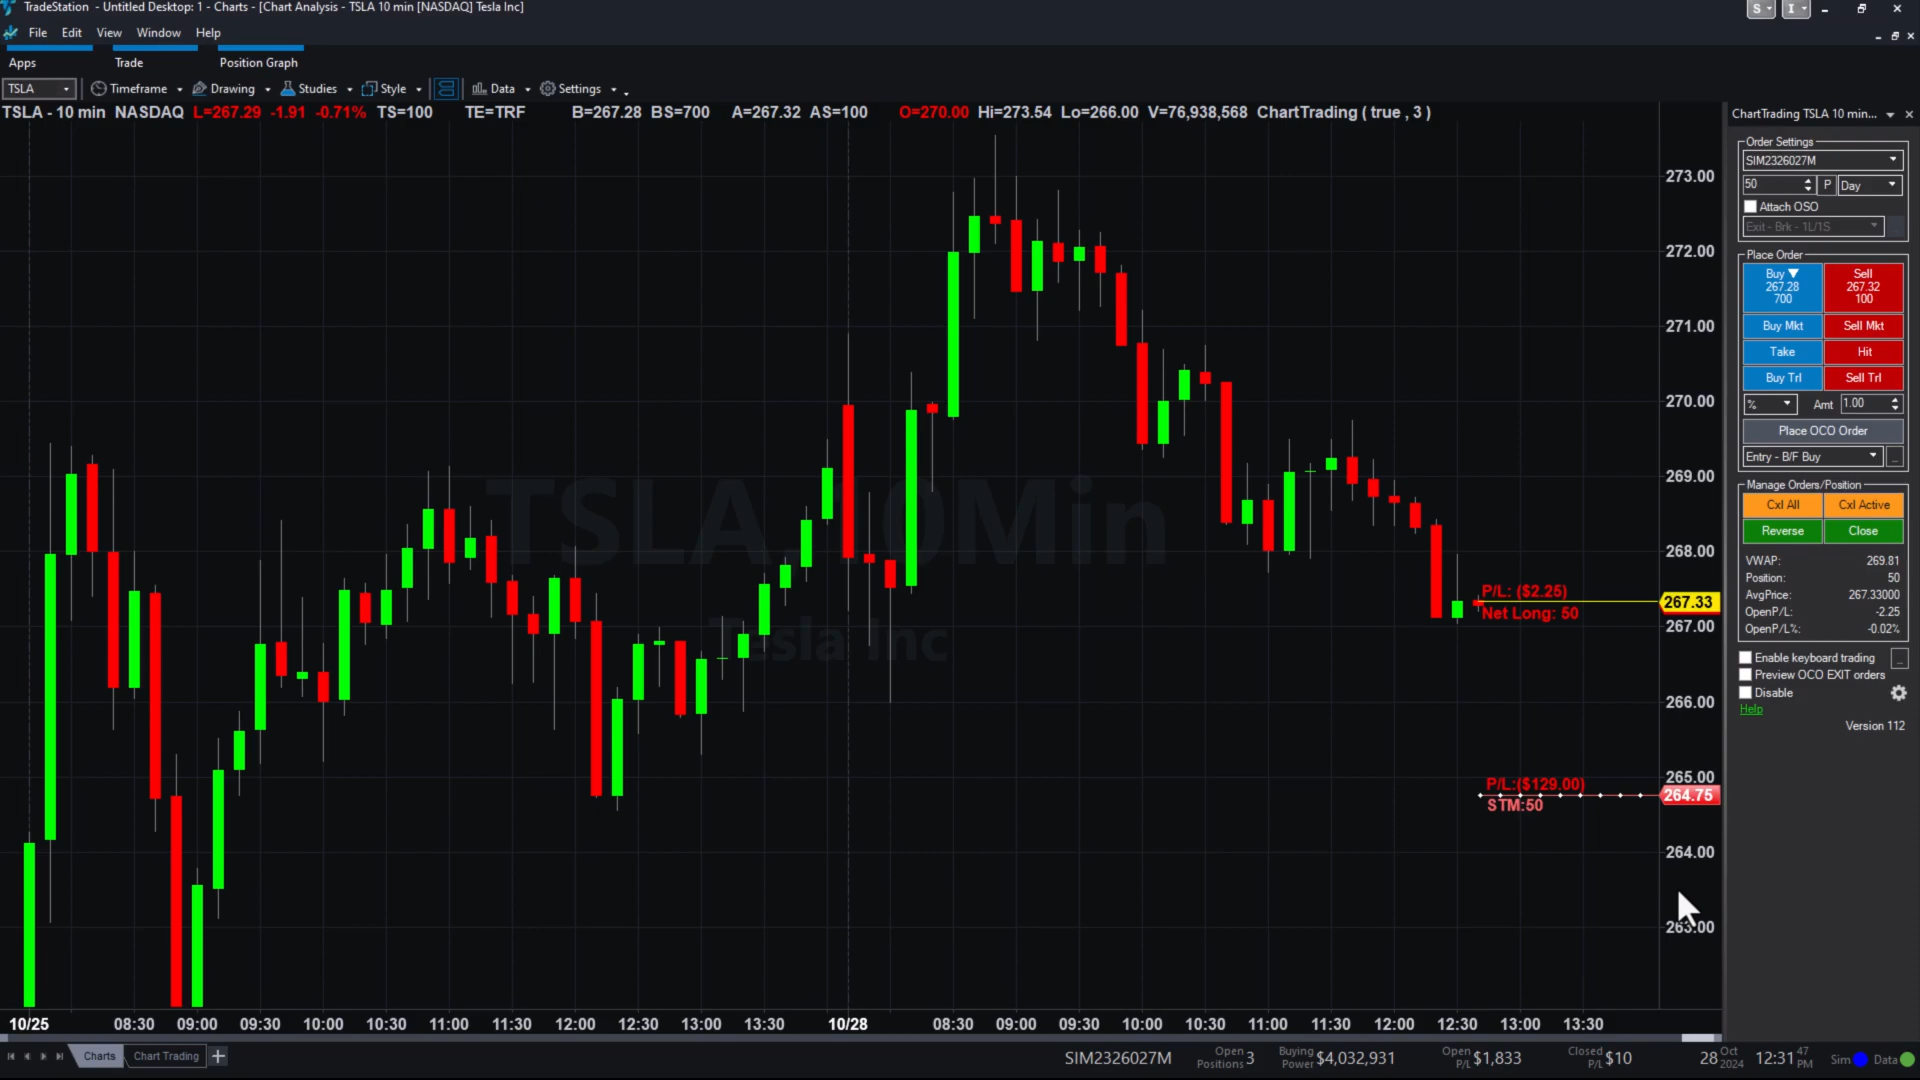 TradeStation - Untitled Desktop: 1 - Charts - [Chart Analysis - TSLA 10 min [NASDAQ] Tesla Inc]
S I
File Edit View Window Help
Apps Trade Position Graph
TSLA Timeframe Drawing Studies Style Data Settings
TSLA - 10 min NASDAQ L=267.29 -1.91 -0.71% TS=100 TE=TRF B=267.28 BS=700 A=267.32 AS=100 O=270.00 Hi=273.54 Lo=266.00 V=76,938,568 ChartTrading ( true , 3 )
TSLA, 10Min
Tesla Inc
P/L: ($2.25)
Net Long: 50
P/L:($129.00)
STM:50
273.00
272.00
271.00
270.00
269.00
268.00
267.33
267.00
266.00
265.00
264.75
264.00
263.00
10/25 08:30 09:00 09:30 10:00 10:30 11:00 11:30 12:00 12:30 13:00 13:30 10/28 08:30 09:00 09:30 10:00 10:30 11:00 11:30 12:00 12:30 13:00 13:30
ChartTrading TSLA 10 min...
Order Settings
SIM2326027M
50 P Day
Attach OSO
Exit - Brk - 1L/1S
Place Order
Buy Sell
267.28 267.32
700 100
Buy Mkt Sell Mkt
Take Hit
Buy Trl Sell Trl
% Amt 1.00
Place OCO Order
Entry - B/F Buy ...
Manage Orders/Position
Cxl All Cxl Active
Reverse Close
VWAP: 269.81
Position: 50
AvgPrice: 267.33000
OpenP/L: -2.25
OpenP/L%: -0.02%
Enable keyboard trading ...
Preview OCO EXIT orders
Disable
Help
Version 112
Charts Chart Trading +
SIM2326027M Open Positions 3 Buying Power $4,032,931 Open P/L $1,833 Closed P/L $10 28 Oct 2024 12:31 47 PM Sim Data